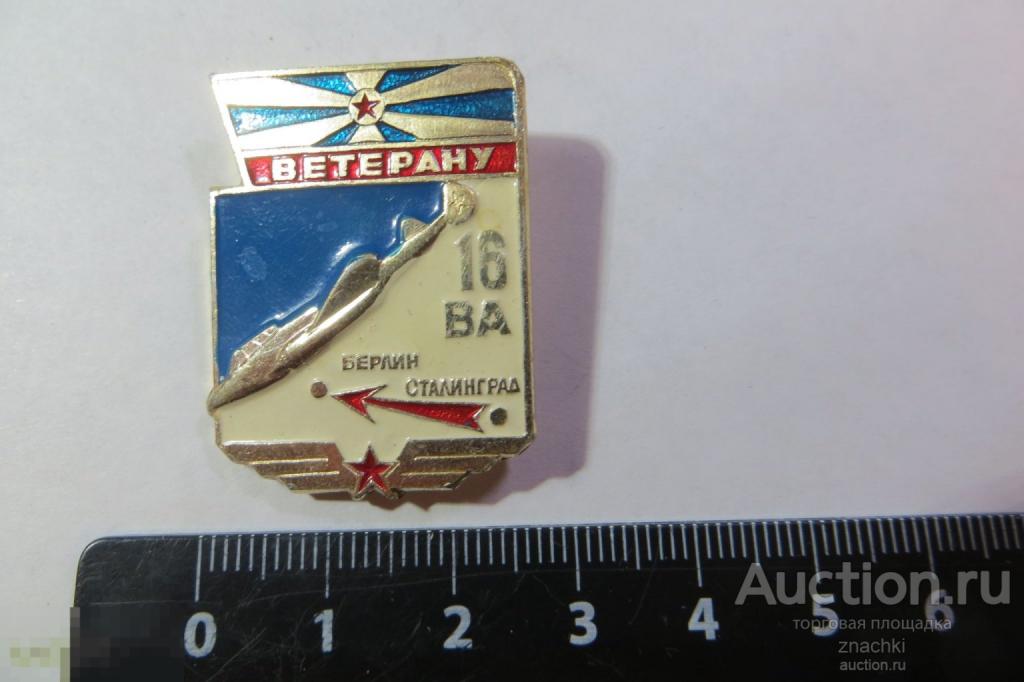 ВЕТЕРАНУ
16
ВА
БЕРЛИН
СТАЛИНГРАД
0 1 2 3 4 5 6
Auction.ru
торговая площадка
znachki
auction.ru